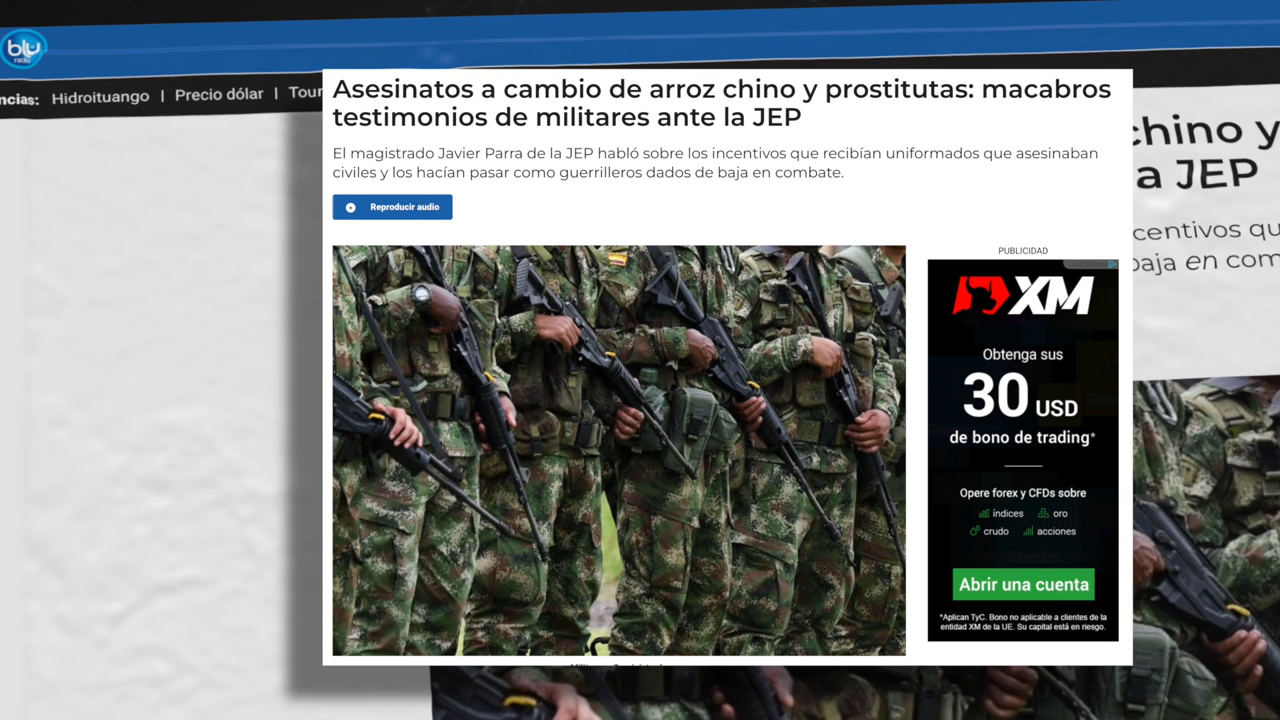 blu
radio
ncias: Hidroituango | Precio dólar | Tour
Asesinatos a cambio de arroz chino y prostitutas: macabros
testimonios de militares ante la JEP
El magistrado Javier Parra de la JEP habló sobre los incentivos que recibían uniformados que asesinaban
civiles y los hacían pasar como guerrilleros dados de baja en combate.
Reproducir audio
PUBLICIDAD
XM
Obtenga sus
30 USD
de bono de trading*
Opere forex y CFDs sobre
índices oro
crudo acciones
Abrir una cuenta
*Aplican TyC. Bono no aplicable a clientes de la
entidad XM de la UE. Su capital está en riesgo.
chino y
a JEP
centivos qu
baja en com